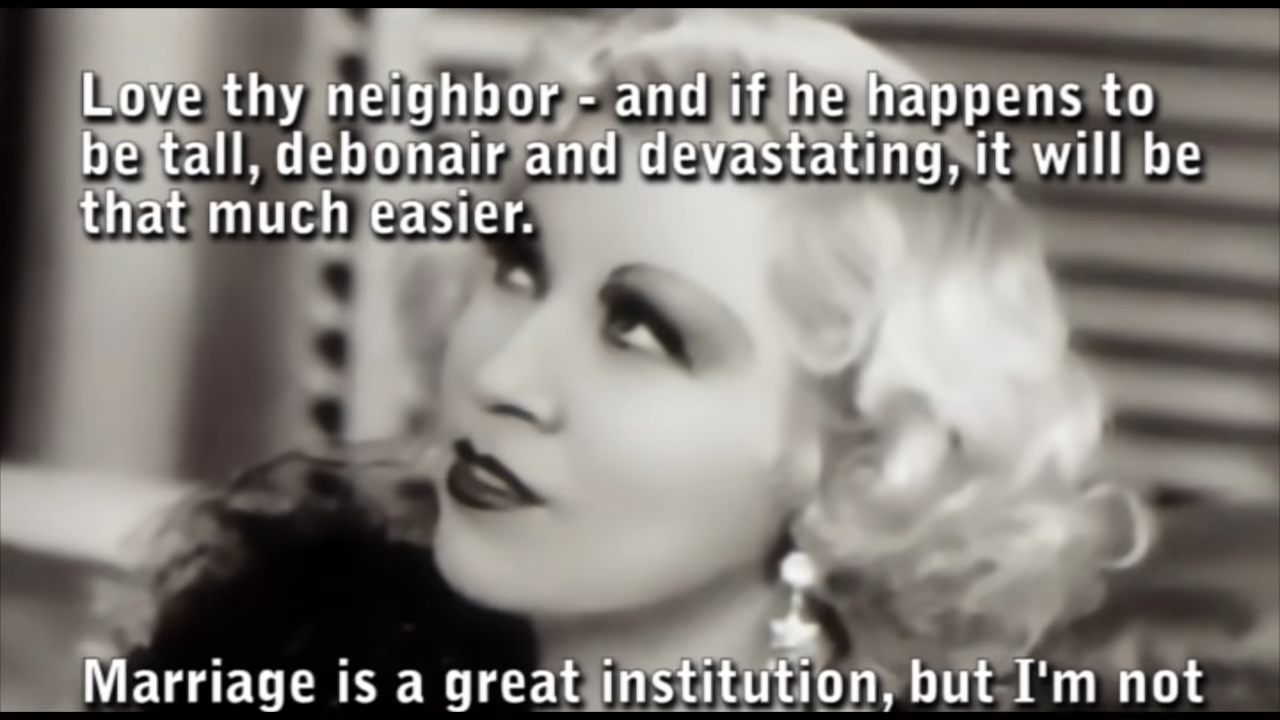 Love thy neighbor - and if he happens to
be tall, debonair and devastating, it will be
that much easier.
Marriage is a great institution, but I'm not